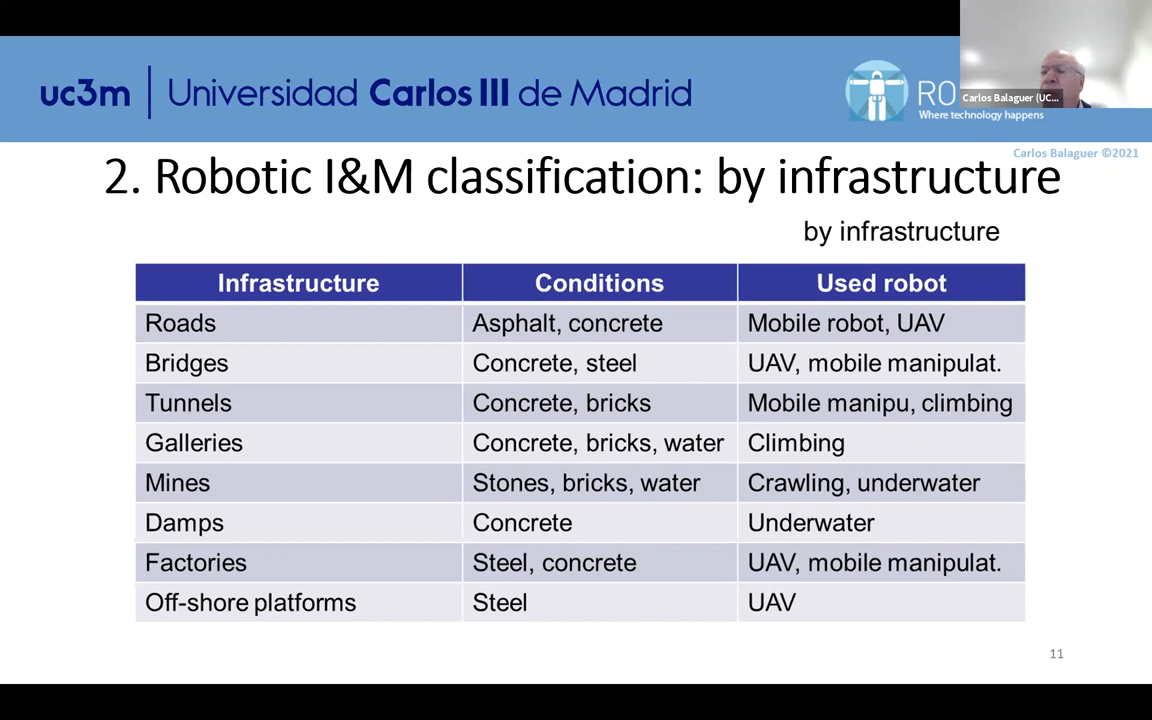 uc3m | Universidad Carlos III de Madrid
RO
Where technology happens
Carlos Balaguer (UC...
Carlos Balaguer ©2021
2. Robotic I&M classification: by infrastructure
by infrastructure
Infrastructure Conditions Used robot
Roads Asphalt, concrete Mobile robot, UAV
Bridges Concrete, steel UAV, mobile manipulat.
Tunnels Concrete, bricks Mobile manipu, climbing
Galleries Concrete, bricks, water Climbing
Mines Stones, bricks, water Crawling, underwater
Damps Concrete Underwater
Factories Steel, concrete UAV, mobile manipulat.
Off-shore platforms Steel UAV
11